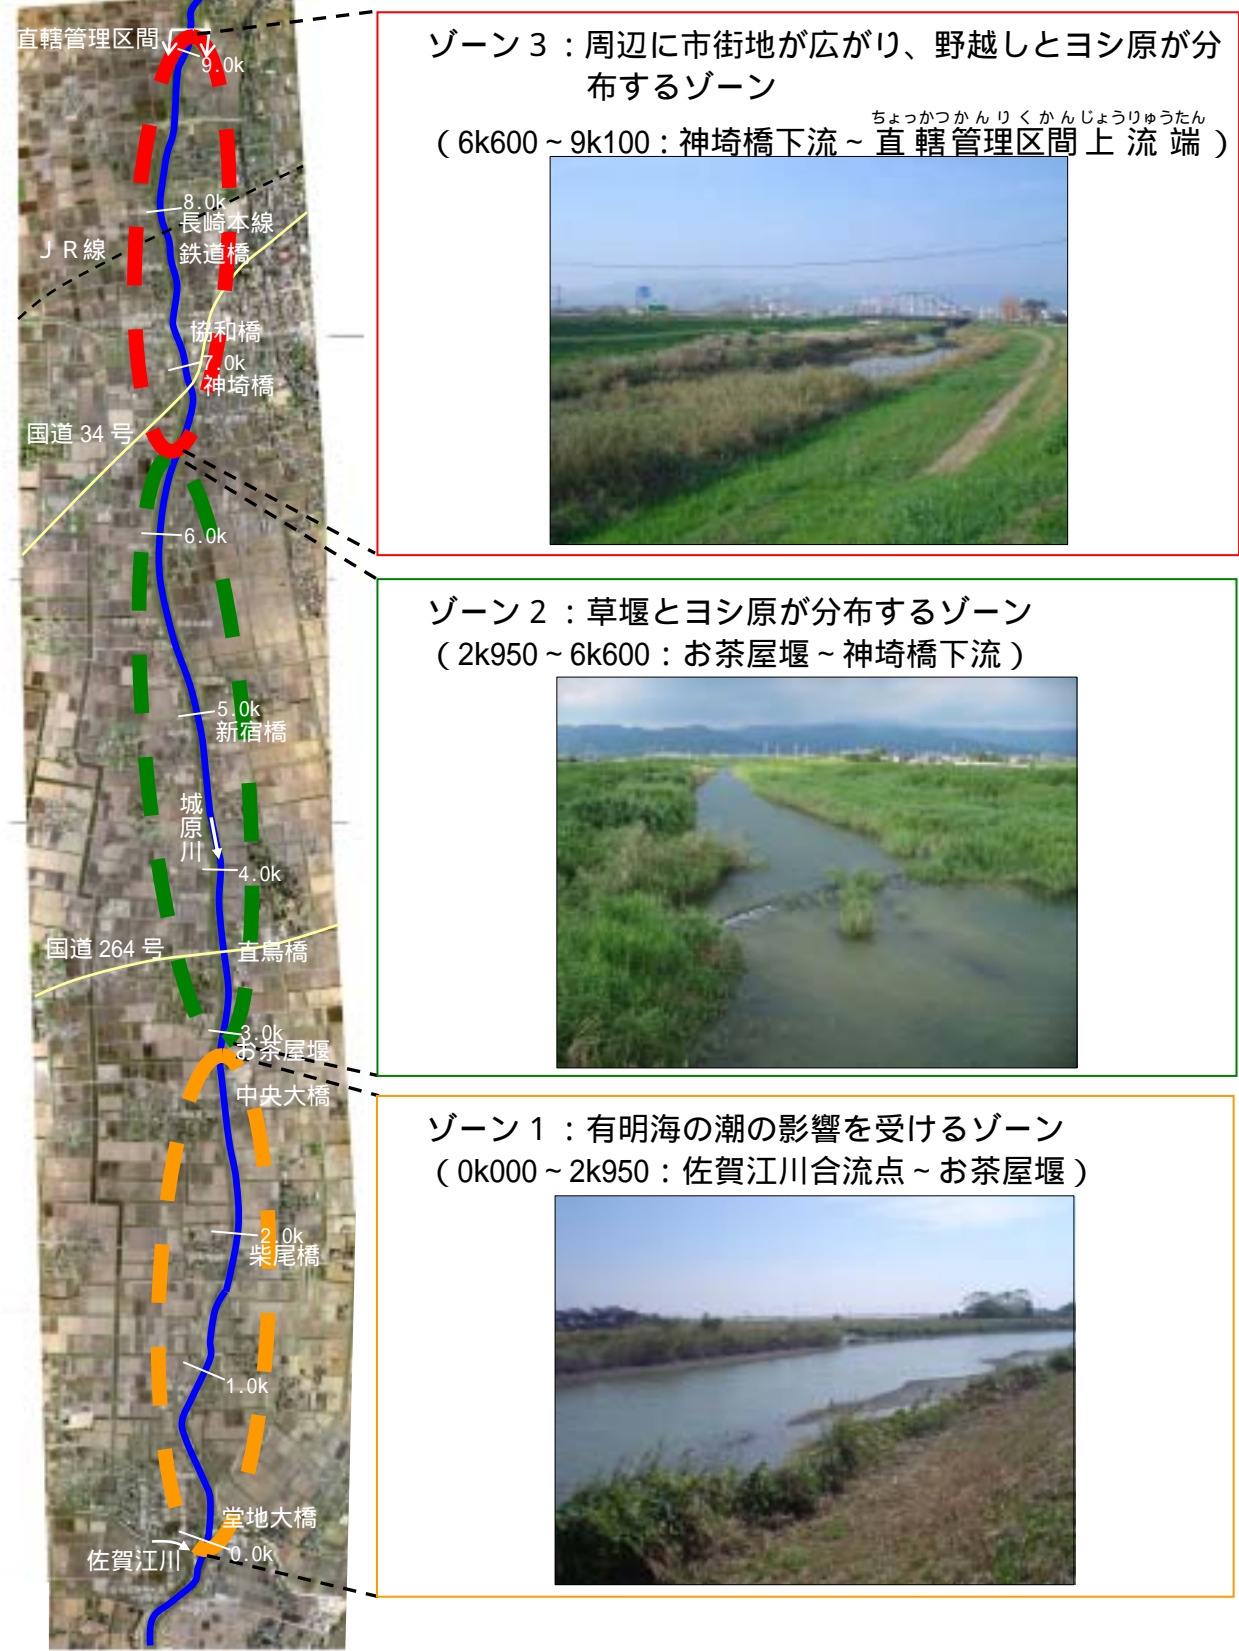 直轄管理区間
9.0k
8.0k
長崎本線
鉄道橋
ＪＲ線
協和橋
7.0k
神埼橋
国道 34 号
6.0k
5.0k
新宿橋
城原川
4.0k
国道 264 号
直鳥橋
3.0k
お茶屋堰
中央大橋
2.0k
柴尾橋
1.0k
堂地大橋
佐賀江川
0.0k
ゾーン３：周辺に市街地が広がり、野越しとヨシ原が分
布するゾーン
ちょっかつかんりくかんじょうりゅうたん
（6k600～9k100：神埼橋下流～直轄管理区間上流端）
ゾーン２：草堰とヨシ原が分布するゾーン
（2k950～6k600：お茶屋堰～神埼橋下流）
ゾーン１：有明海の潮の影響を受けるゾーン
（0k000～2k950：佐賀江川合流点～お茶屋堰）